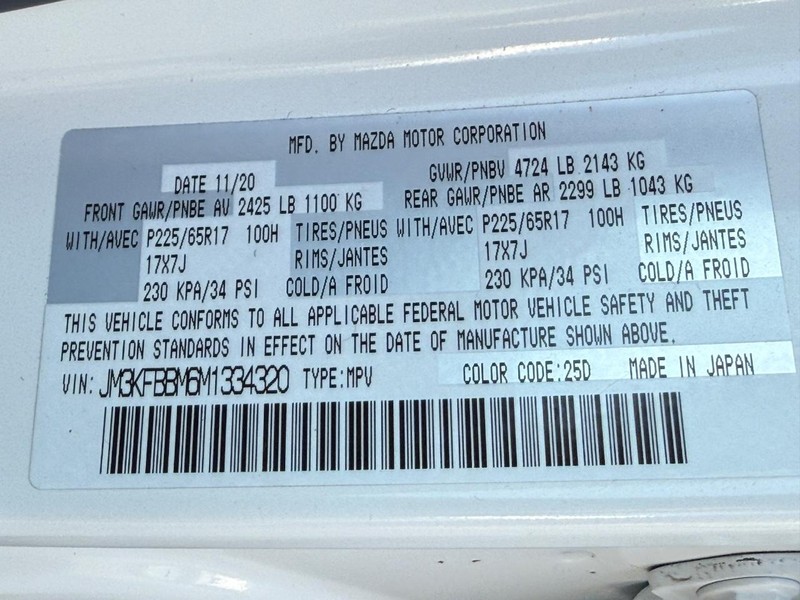 MFD. BY MAZDA MOTOR CORPORATION
DATE 11/20 GVWR/PNBV 4724 LB 2143 KG
FRONT GAWR/PNBE AV 2425 LB 1100 KG REAR GAWR/PNBE AR 2299 LB 1043 KG
WITH/AVEC P225/65R17 100H TIRES/PNEUS WITH/AVEC P225/65R17 100H TIRES/PNEUS
17X7J RIMS/JANTES 17X7J RIMS/JANTES
230 KPA/34 PSI COLD/A FROID 230 KPA/34 PSI COLD/A FROID
THIS VEHICLE CONFORMS TO ALL APPLICABLE FEDERAL MOTOR VEHICLE SAFETY AND THEFT
PREVENTION STANDARDS IN EFFECT ON THE DATE OF MANUFACTURE SHOWN ABOVE.
VIN: JM3KFBBM6M1334320 TYPE:MPV COLOR CODE:25D MADE IN JAPAN